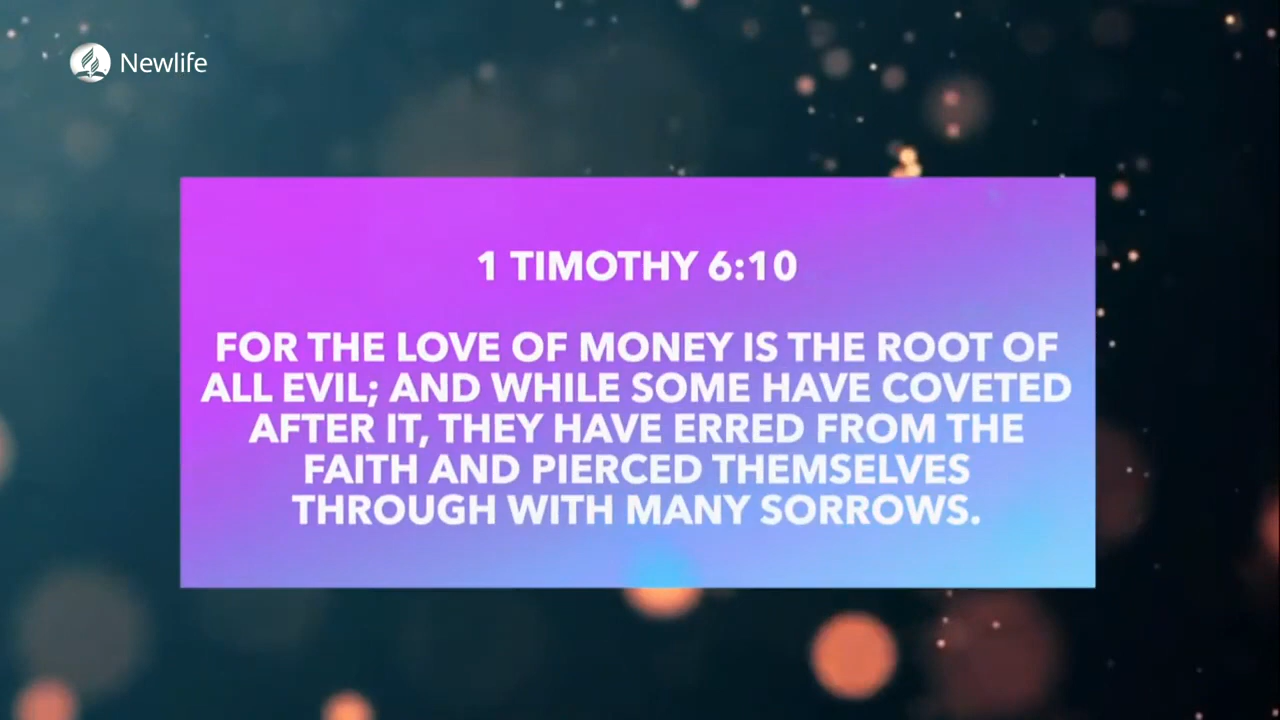 Newlife
1 TIMOTHY 6:10
FOR THE LOVE OF MONEY IS THE ROOT OF
ALL EVIL; AND WHILE SOME HAVE COVETED
AFTER IT, THEY HAVE ERRED FROM THE
FAITH AND PIERCED THEMSELVES
THROUGH WITH MANY SORROWS.